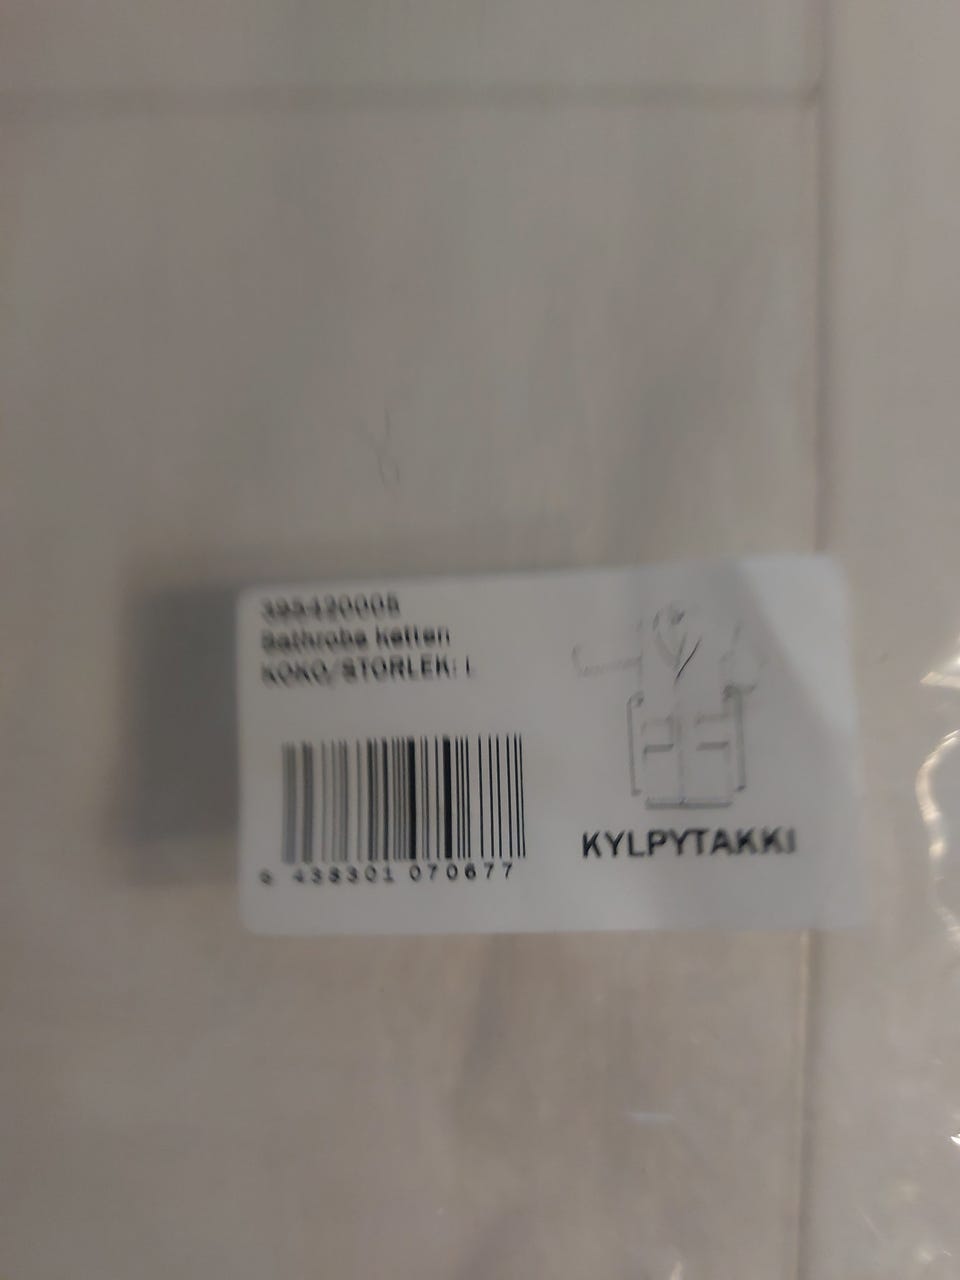 395420005
Bathrobe ketten
KOKO/STORLEK: L
6 438301 070677
KYLPYTAKKI